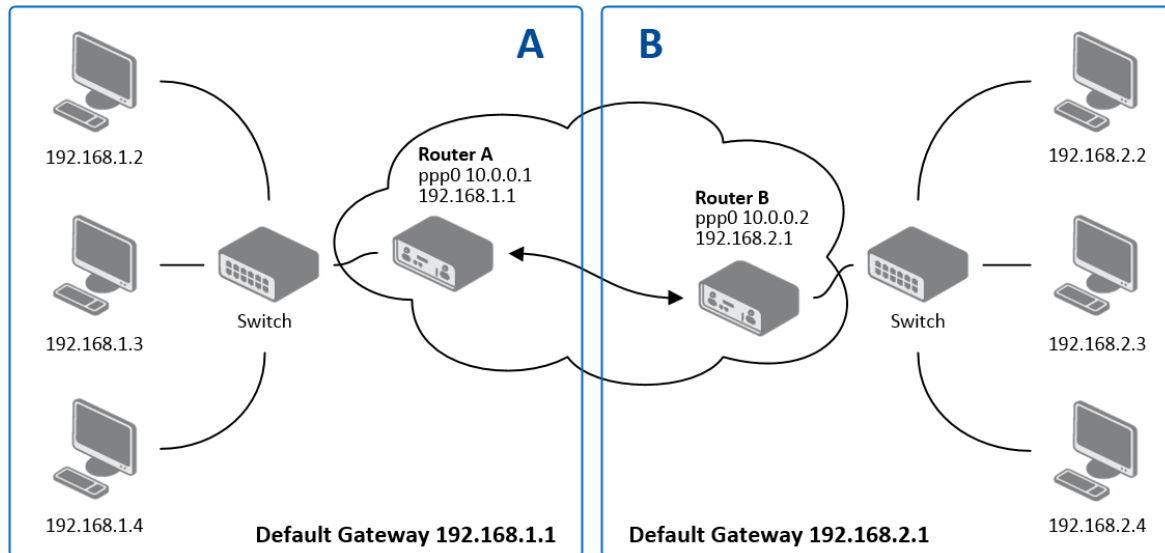 A
B
192.168.1.2
Router A
ppp0 10.0.0.1
192.168.1.1
192.168.2.2
Router B
ppp0 10.0.0.2
192.168.2.1
Switch
Switch
192.168.1.3
192.168.2.3
192.168.1.4
Default Gateway 192.168.1.1
Default Gateway 192.168.2.1
192.168.2.4